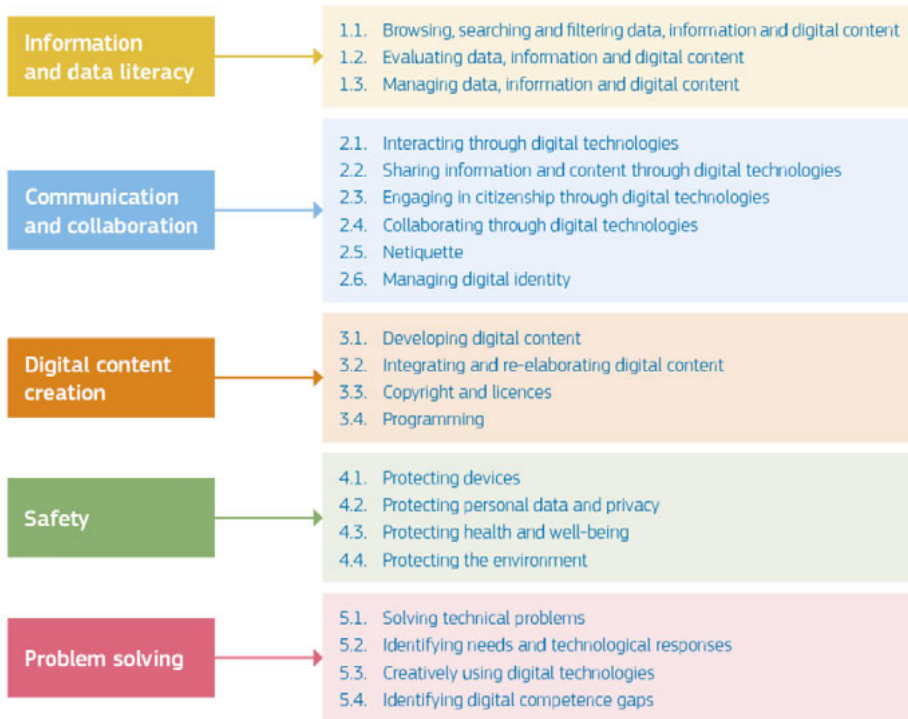 Information
and data literacy
1.1. Browsing, searching and filtering data, information and digital content
1.2. Evaluating data, information and digital content
1.3. Managing data, information and digital content
Communication
and collaboration
2.1. Interacting through digital technologies
2.2. Sharing information and content through digital technologies
2.3. Engaging in citizenship through digital technologies
2.4. Collaborating through digital technologies
2.5. Netiquette
2.6. Managing digital identity
Digital content
creation
3.1. Developing digital content
3.2. Integrating and re-elaborating digital content
3.3. Copyright and licences
3.4. Programming
Safety
4.1. Protecting devices
4.2. Protecting personal data and privacy
4.3. Protecting health and well-being
4.4. Protecting the environment
Problem solving
5.1. Solving technical problems
5.2. Identifying needs and technological responses
5.3. Creatively using digital technologies
5.4. Identifying digital competence gaps